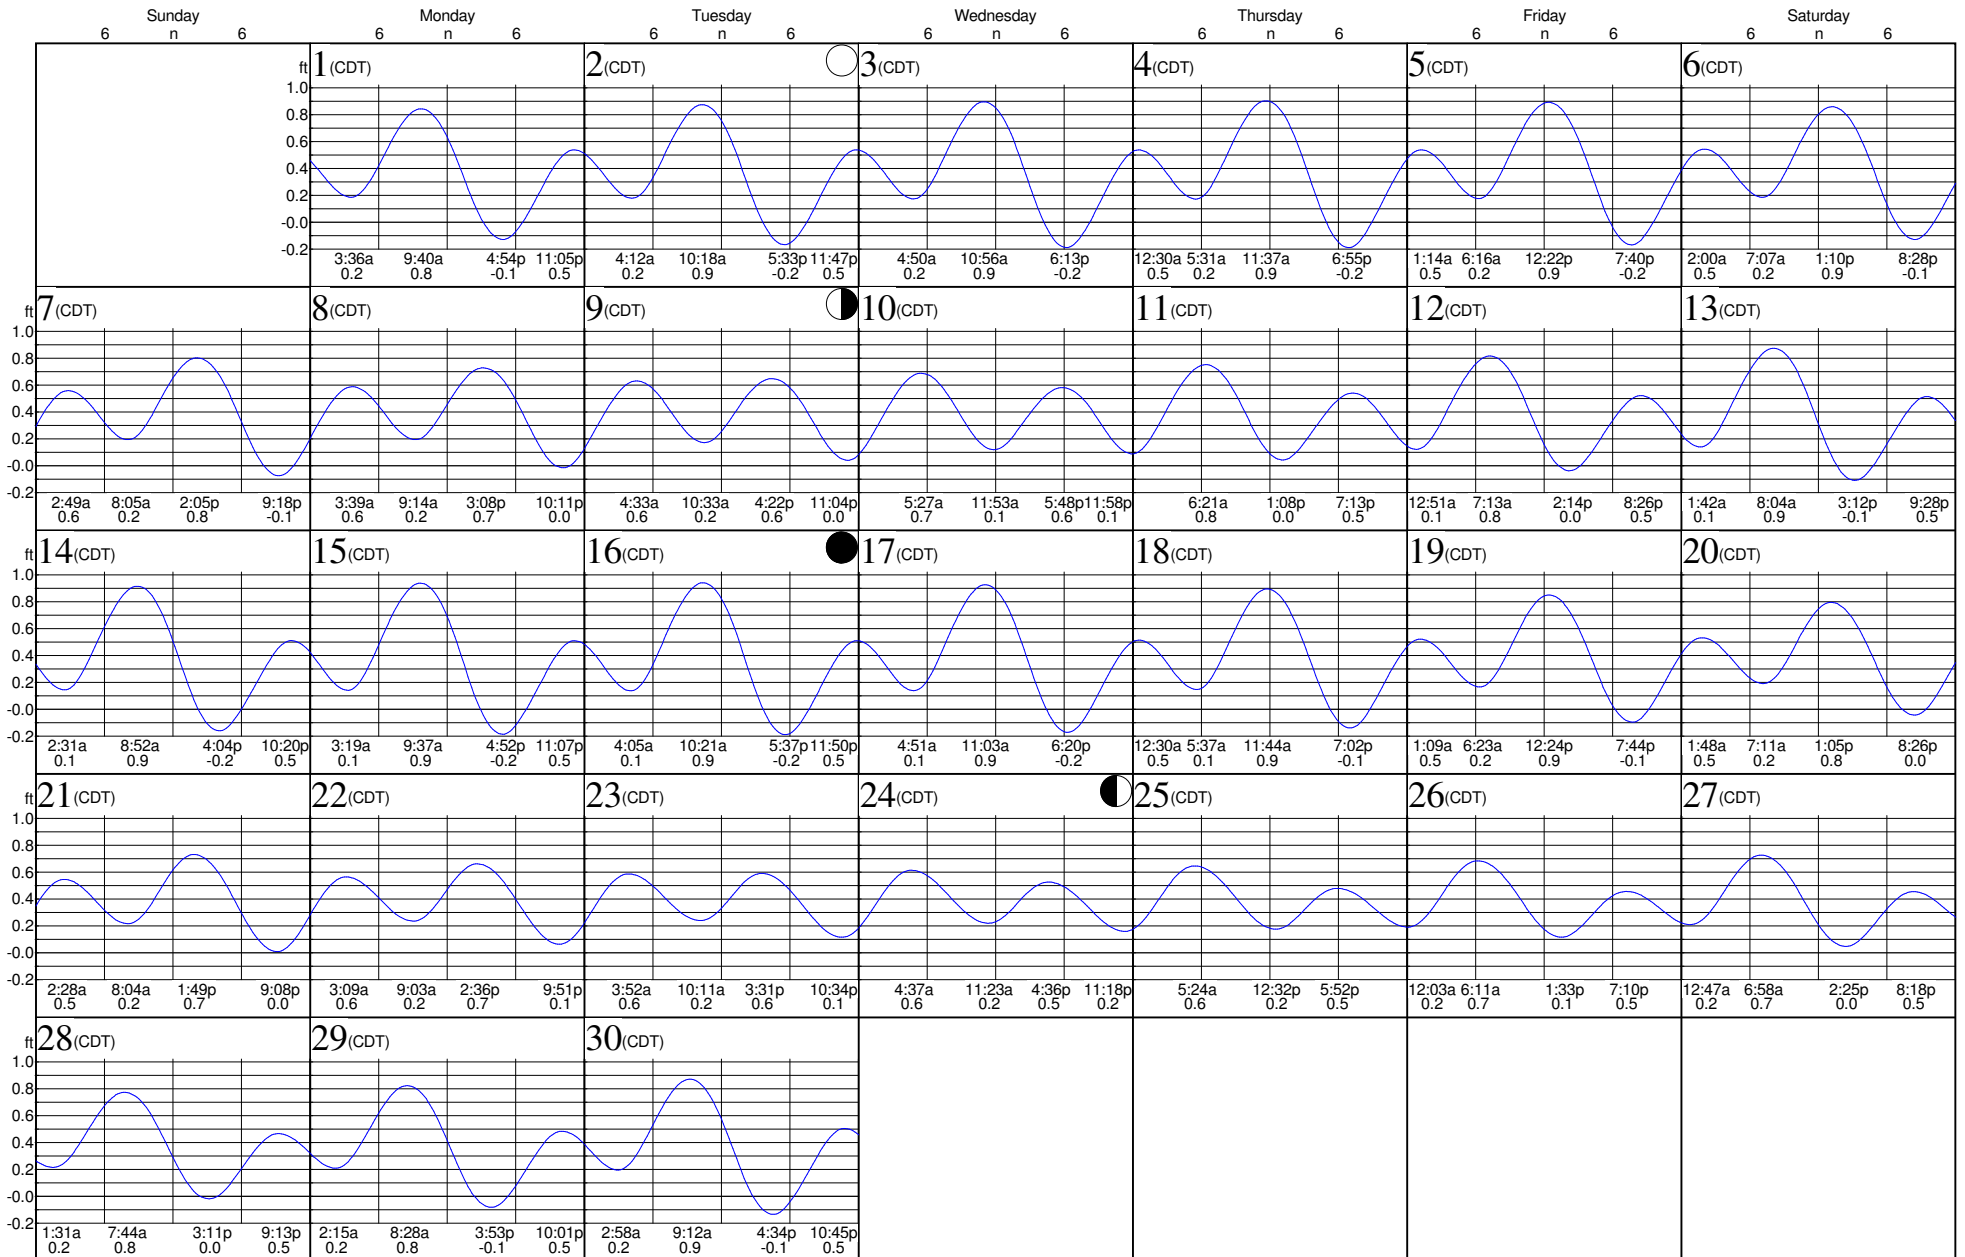 Sunday Monday Tuesday Wednesday Thursday Friday Saturday
6 n 6 6 n 6 6 n 6 6 n 6 6 n 6 6 n 6 6 n 6
ft 1(CDT) 2(CDT) 3(CDT) 4(CDT) 5(CDT) 6(CDT)
1.0
0.8
0.6
0.4
0.2
-0.0
-0.2
3:36a 9:40a 4:54p 11:05p 4:12a 10:18a 5:33p 11:47p 4:50a 10:56a 6:13p 12:30a 5:31a 11:37a 6:55p 1:14a 6:16a 12:22p 7:40p 2:00a 7:07a 1:10p 8:28p
0.2 0.8 -0.1 0.5 0.2 0.9 -0.2 0.5 0.2 0.9 -0.2 0.5 0.2 0.9 -0.2 0.5 0.2 0.9 -0.2 0.5 0.2 0.9 -0.1
ft 7(CDT) 8(CDT) 9(CDT) 10(CDT) 11(CDT) 12(CDT) 13(CDT)
1.0
0.8
0.6
0.4
0.2
-0.0
-0.2
2:49a 8:05a 2:05p 9:18p 3:39a 9:14a 3:08p 10:11p 4:33a 10:33a 4:22p 11:04p 5:27a 11:53a 5:48p 11:58p 6:21a 1:08p 7:13p 12:51a 7:13a 2:14p 8:26p 1:42a 8:04a 3:12p 9:28p
0.6 0.2 0.8 -0.1 0.6 0.2 0.7 0.0 0.6 0.2 0.6 0.0 0.7 0.1 0.6 0.1 0.8 0.0 0.5 0.1 0.8 0.0 0.5 0.1 0.9 -0.1 0.5
ft 14(CDT) 15(CDT) 16(CDT) 17(CDT) 18(CDT) 19(CDT) 20(CDT)
1.0
0.8
0.6
0.4
0.2
-0.0
-0.2
2:31a 8:52a 4:04p 10:20p 3:19a 9:37a 4:52p 11:07p 4:05a 10:21a 5:37p 11:50p 4:51a 11:03a 6:20p 12:30a 5:37a 11:44a 7:02p 1:09a 6:23a 12:24p 7:44p 1:48a 7:11a 1:05p 8:26p
0.1 0.9 -0.2 0.5 0.1 0.9 -0.2 0.5 0.1 0.9 -0.2 0.5 0.1 0.9 -0.2 0.5 0.1 0.9 -0.1 0.5 0.2 0.9 -0.1 0.5 0.2 0.8 0.0
ft 21(CDT) 22(CDT) 23(CDT) 24(CDT) 25(CDT) 26(CDT) 27(CDT)
1.0
0.8
0.6
0.4
0.2
-0.0
-0.2
2:28a 8:04a 1:49p 9:08p 3:09a 9:03a 2:36p 9:51p 3:52a 10:11a 3:31p 10:34p 4:37a 11:23a 4:36p 11:18p 5:24a 12:32p 5:52p 12:03a 6:11a 1:33p 7:10p 12:47a 6:58a 2:25p 8:18p
0.5 0.2 0.7 0.0 0.6 0.2 0.7 0.1 0.6 0.2 0.6 0.1 0.6 0.2 0.5 0.2 0.6 0.2 0.5 0.2 0.7 0.1 0.5 0.2 0.7 0.0 0.5
ft 28(CDT) 29(CDT) 30(CDT)
1.0
0.8
0.6
0.4
0.2
-0.0
-0.2
1:31a 7:44a 3:11p 9:13p 2:15a 8:28a 3:53p 10:01p 2:58a 9:12a 4:34p 10:45p
0.2 0.8 0.0 0.5 0.2 0.8 -0.1 0.5 0.2 0.9 -0.1 0.5